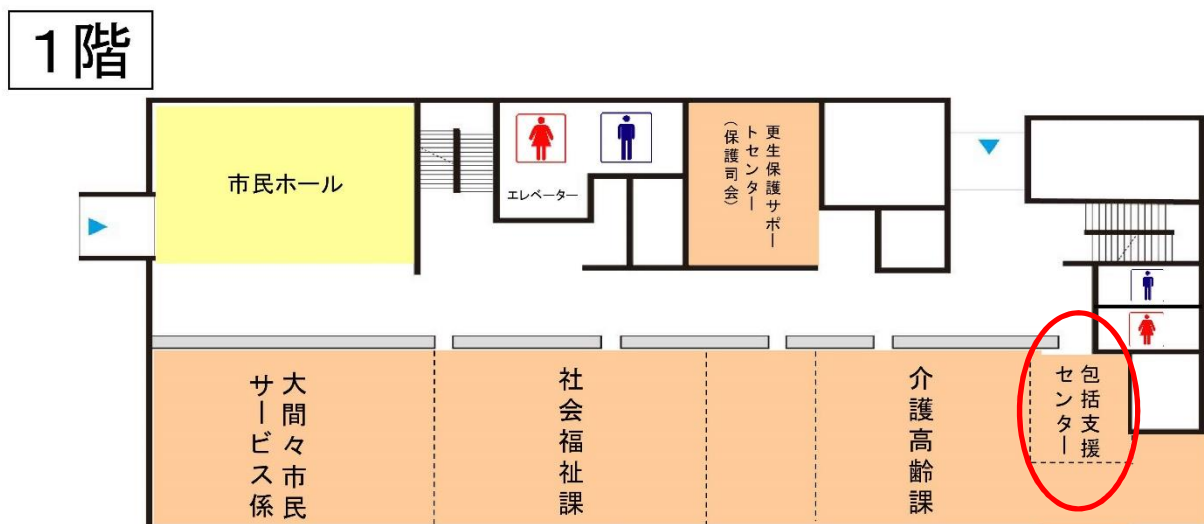 1階
市民ホール
エレベーター
更生保護サポー
トセンター
（保護司会）
大間々市民
サービス係
社会福祉課
介護高齢課
包括支援
センター